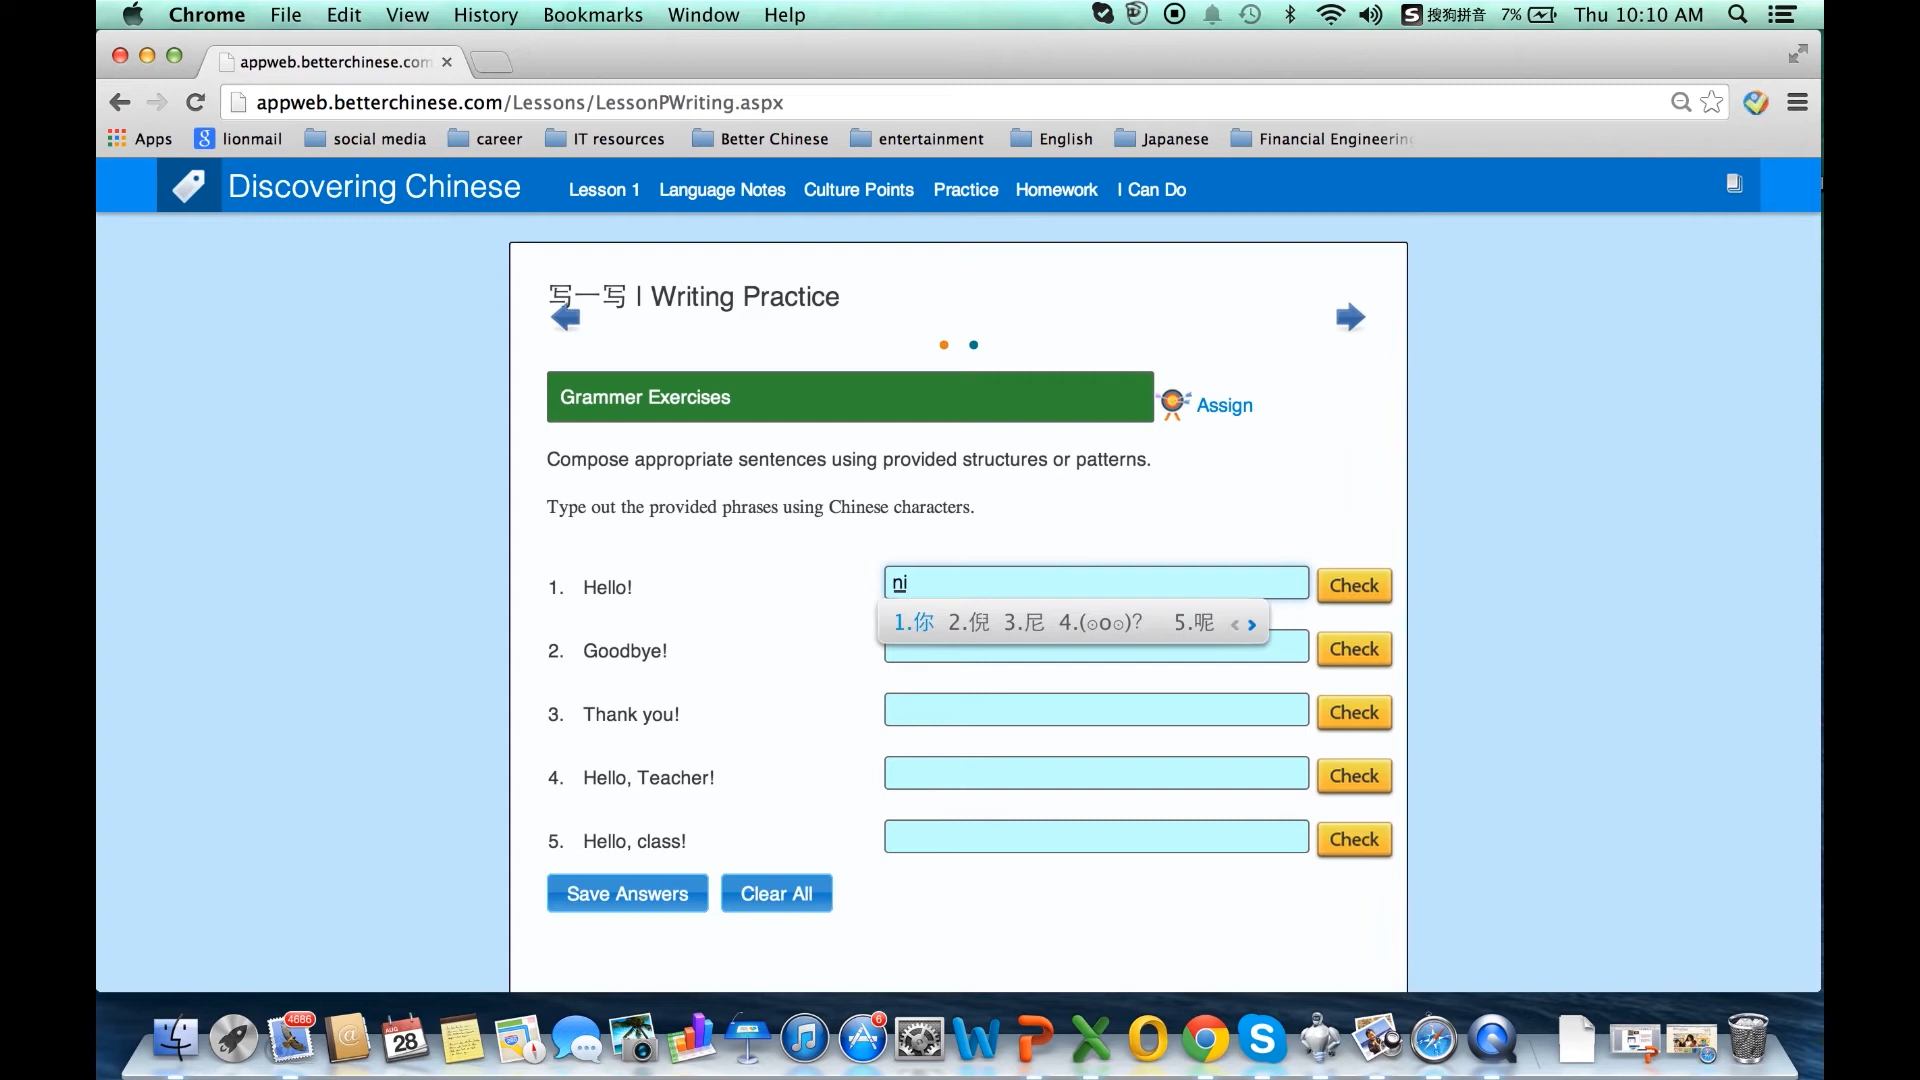 Chrome File Edit View History Bookmarks Window Help
搜狗拼音 7% Thu 10:10 AM
appweb.betterchinese.com
appweb.betterchinese.com/Lessons/LessonPWriting.aspx
Apps lionmail social media career IT resources Better Chinese entertainment English Japanese Financial Engineering
Discovering Chinese Lesson 1 Language Notes Culture Points Practice Homework I Can Do
写一写 | Writing Practice
Grammer Exercises
Assign
Compose appropriate sentences using provided structures or patterns.
Type out the provided phrases using Chinese characters.
1. Hello! ni Check
1.你 2.倪 3.尼 4.(⊙o⊙)? 5.呢
2. Goodbye! Check
3. Thank you! Check
4. Hello, Teacher! Check
5. Hello, class! Check
Save Answers Clear All
4686 AUG 28 6